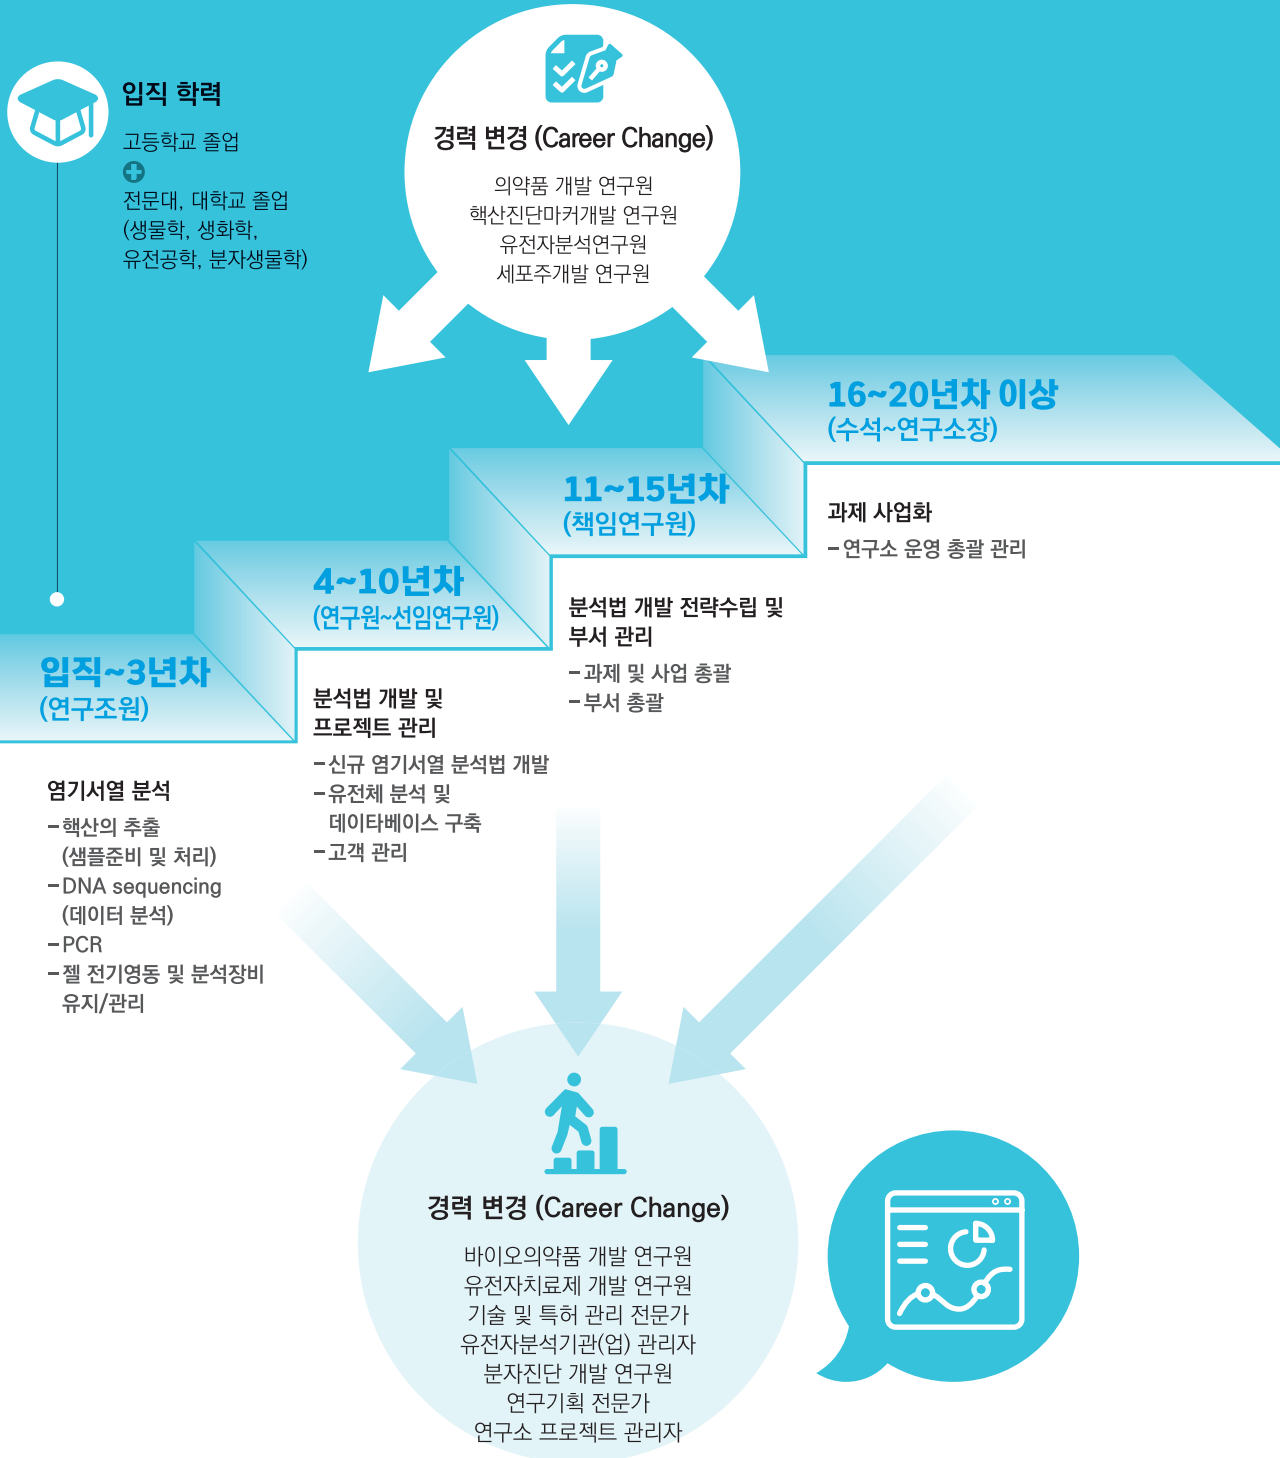 입직 학력
고등학교 졸업
전문대, 대학교 졸업
(생물학, 생화학,
유전공학, 분자생물학)
경력 변경 (Career Change)
의약품 개발 연구원
핵산진단마커개발 연구원
유전자분석연구원
세포주개발 연구원
16~20년차 이상
(수석~연구소장)
과제 사업화
-연구소 운영 총괄 관리
11~15년차
(책임연구원)
분석법 개발 전략수립 및
부서 관리
-과제 및 사업 총괄
-부서 총괄
4~10년차
(연구원~선임연구원)
분석법 개발 및
프로젝트 관리
-신규 염기서열 분석법 개발
-유전체 분석 및
데이타베이스 구축
-고객 관리
입직~3년차
(연구조원)
염기서열 분석
-핵산의 추출
(샘플준비 및 처리)
-DNA sequencing
(데이터 분석)
-PCR
-젤 전기영동 및 분석장비
유지/관리
경력 변경 (Career Change)
바이오의약품 개발 연구원
유전자치료제 개발 연구원
기술 및 특허 관리 전문가
유전자분석기관(업) 관리자
분자진단 개발 연구원
연구기획 전문가
연구소 프로젝트 관리자